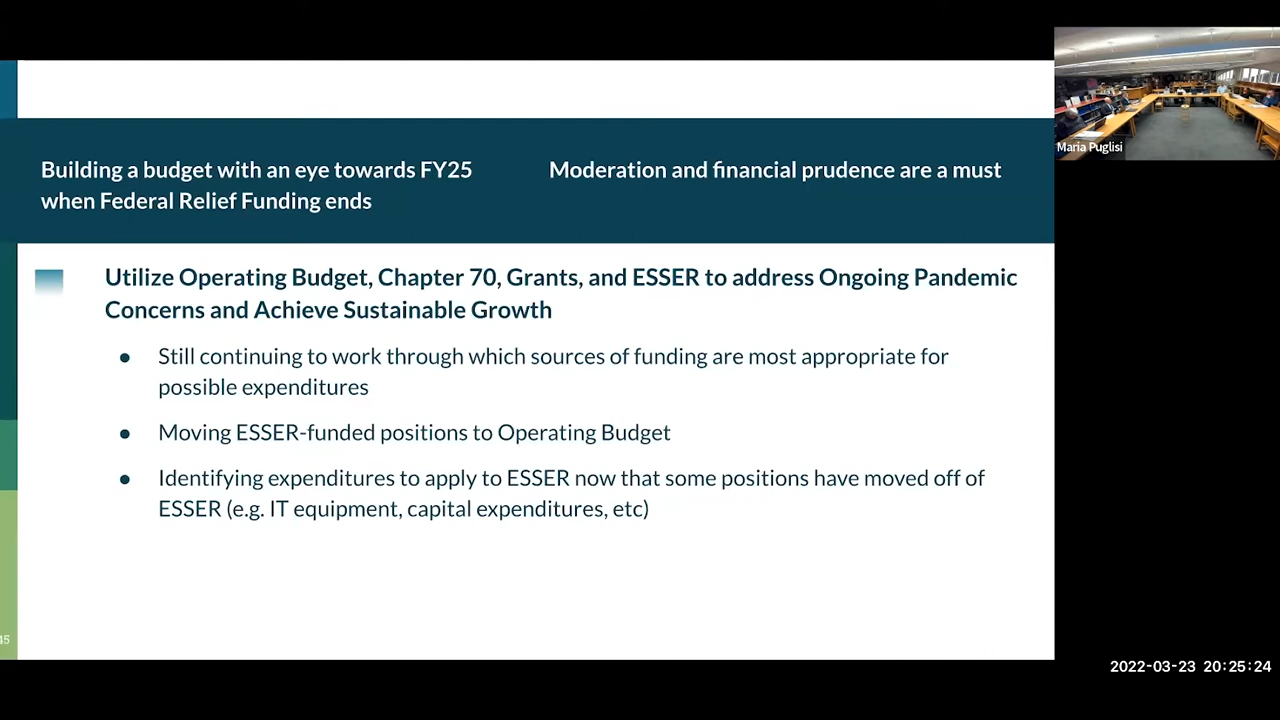 Building a budget with an eye towards FY25
when Federal Relief Funding ends
Moderation and financial prudence are a must
Utilize Operating Budget, Chapter 70, Grants, and ESSER to address Ongoing Pandemic
Concerns and Achieve Sustainable Growth
● Still continuing to work through which sources of funding are most appropriate for
possible expenditures
● Moving ESSER-funded positions to Operating Budget
● Identifying expenditures to apply to ESSER now that some positions have moved off of
ESSER (e.g. IT equipment, capital expenditures, etc)
45
Maria Puglisi
2022-03-23 20:25:24